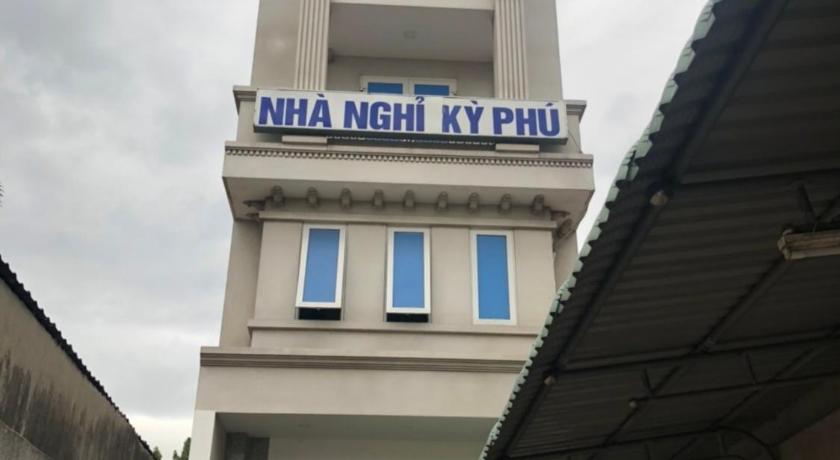 NHÀ NGHỈ KỲ PHÚ